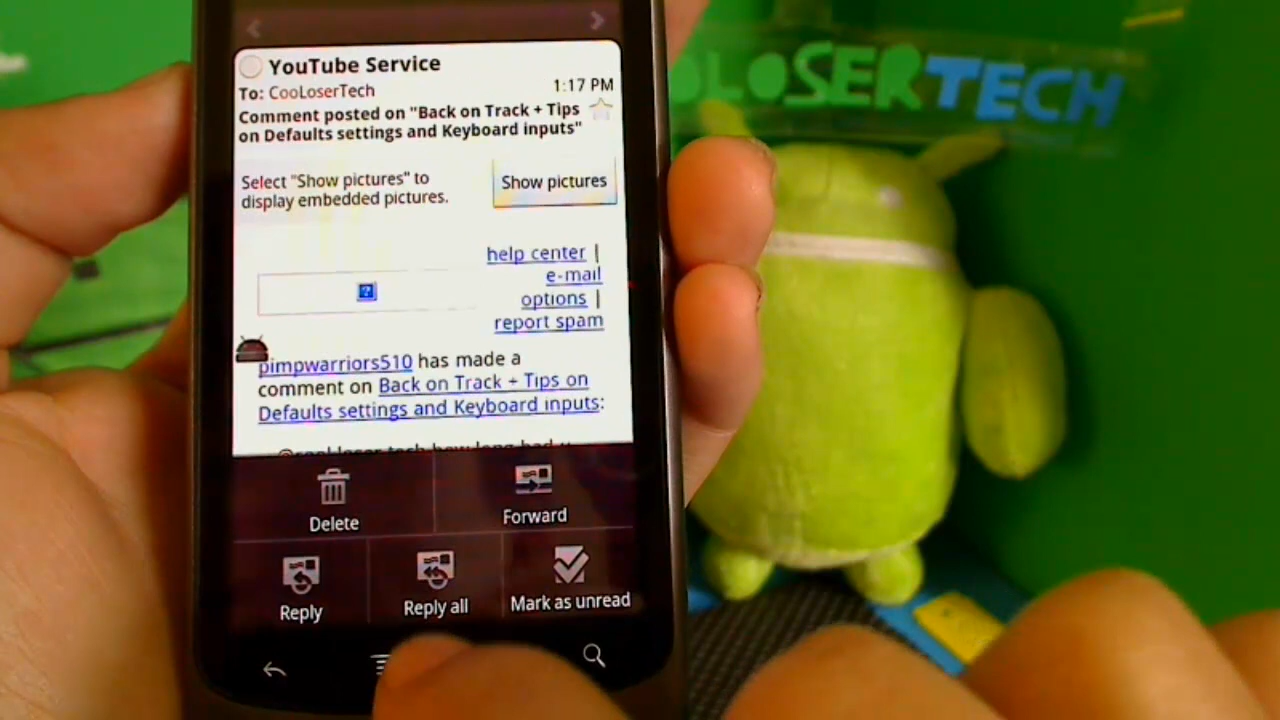 YouTube Service
To: CooLoserTech
1:17 PM
Comment posted on "Back on Track + Tips
on Defaults settings and Keyboard inputs"
Select "Show pictures" to
display embedded pictures.
Show pictures
help center |
e-mail
options |
report spam
pimpwarriors510 has made a
comment on Back on Track + Tips on
Defaults settings and Keyboard inputs:
Delete
Forward
Reply
Reply all
Mark as unread
OLOSERTECH